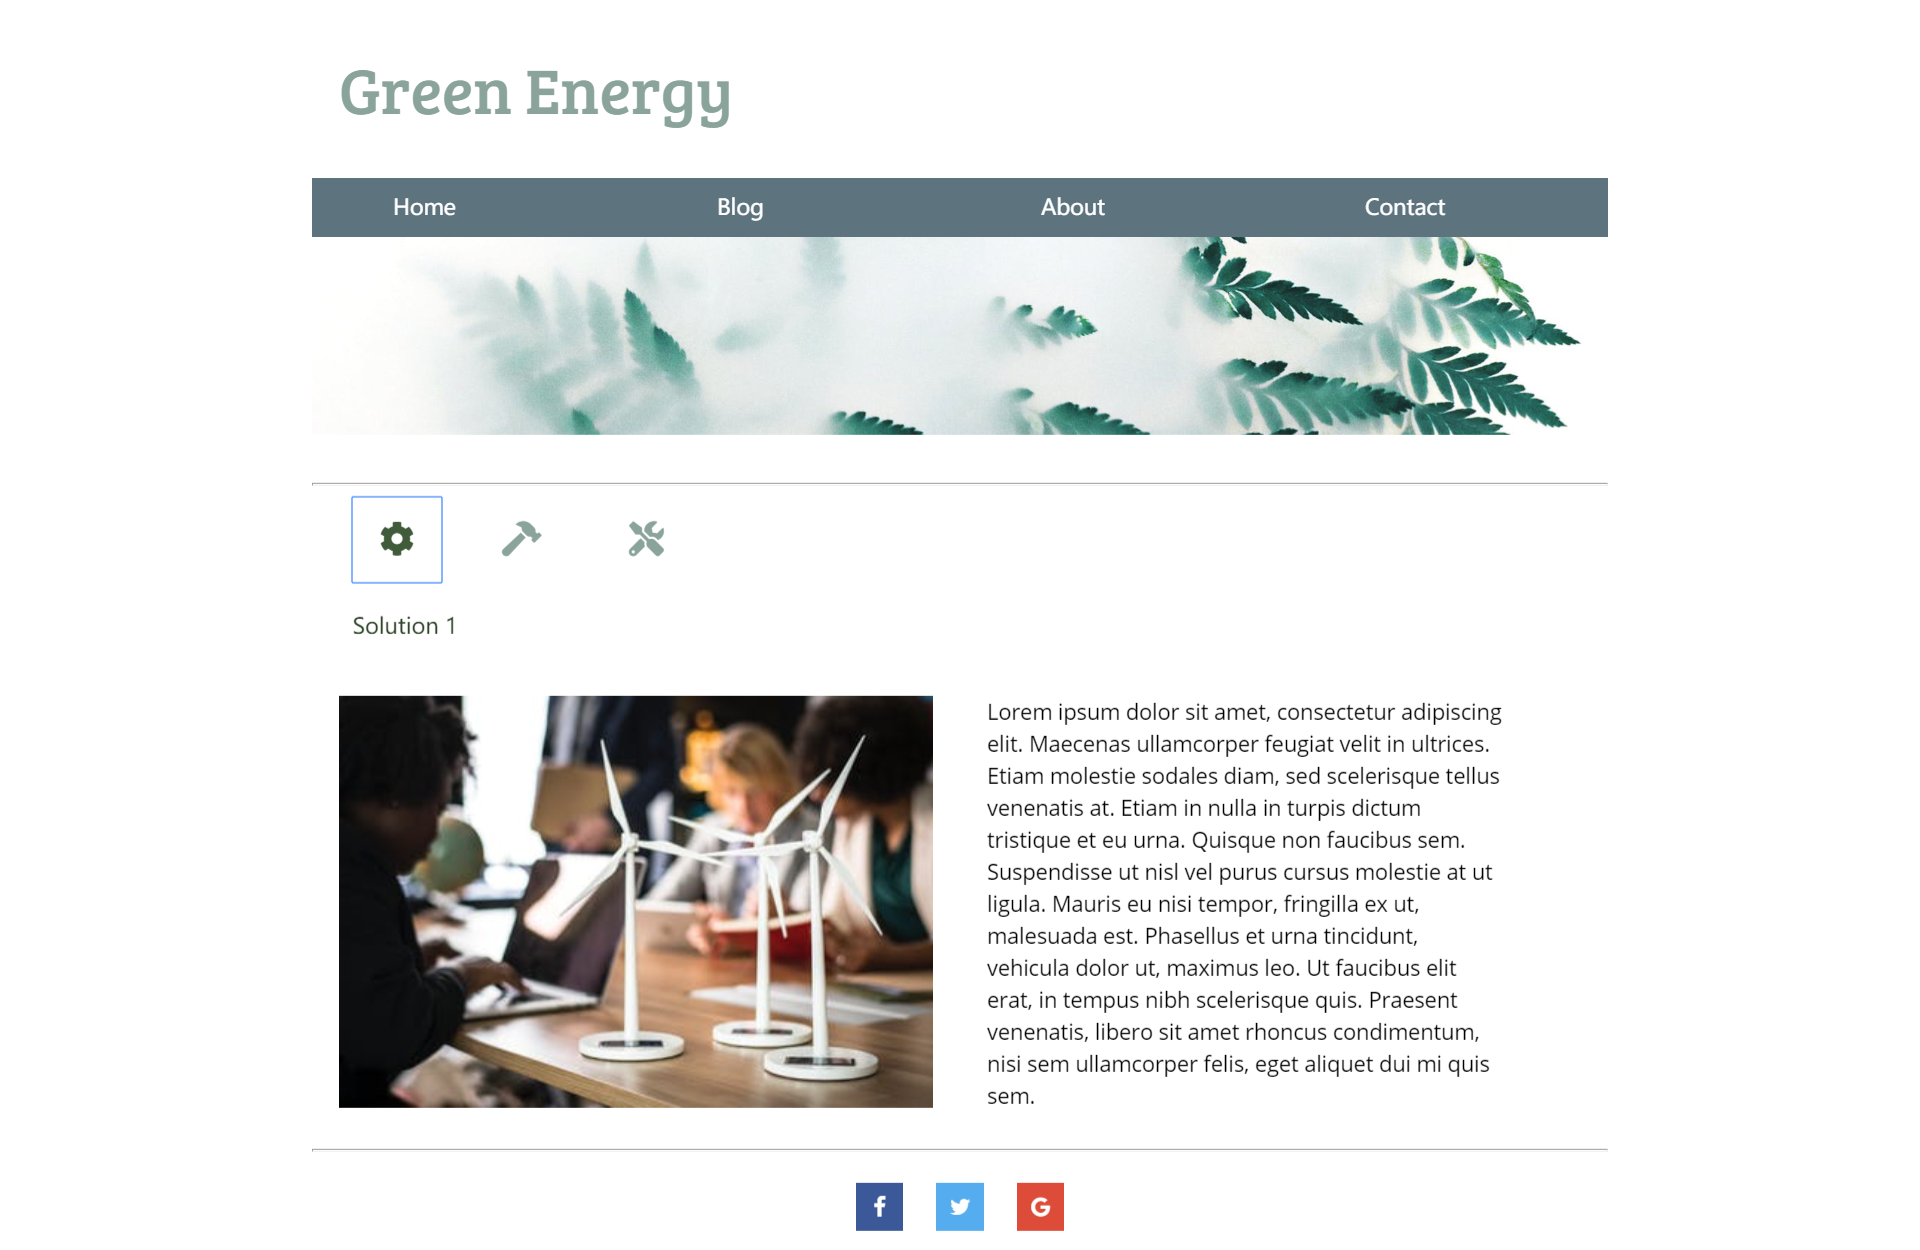 Green Energy
Home Blog About Contact
Solution 1
Lorem ipsum dolor sit amet, consectetur adipiscing
elit. Maecenas ullamcorper feugiat velit in ultrices.
Etiam molestie sodales diam, sed scelerisque tellus
venenatis at. Etiam in nulla in turpis dictum
tristique et eu urna. Quisque non faucibus sem.
Suspendisse ut nisl vel purus cursus molestie at ut
ligula. Mauris eu nisi tempor, fringilla ex ut,
malesuada est. Phasellus et urna tincidunt,
vehicula dolor ut, maximus leo. Ut faucibus elit
erat, in tempus nibh scelerisque quis. Praesent
venenatis, libero sit amet rhoncus condimentum,
nisi sem ullamcorper felis, eget aliquet dui mi quis
sem.